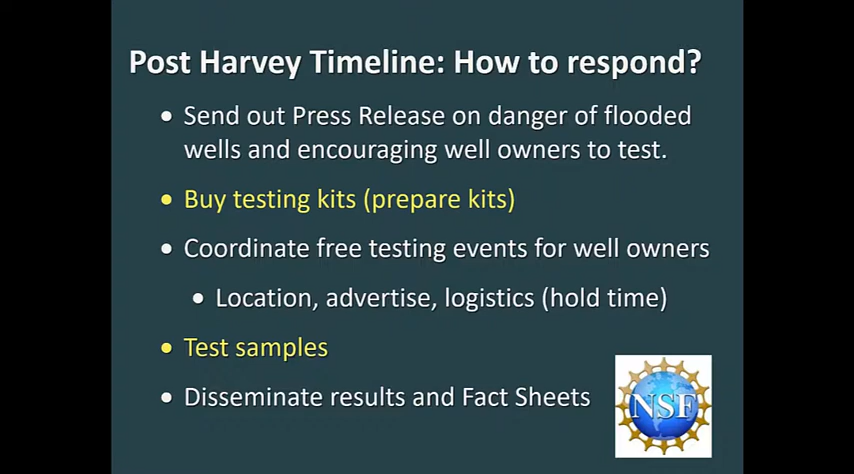 Post Harvey Timeline: How to respond?
• Send out Press Release on danger of flooded
wells and encouraging well owners to test.
• Buy testing kits (prepare kits)
• Coordinate free testing events for well owners
• Location, advertise, logistics (hold time)
• Test samples
• Disseminate results and Fact Sheets
NSF